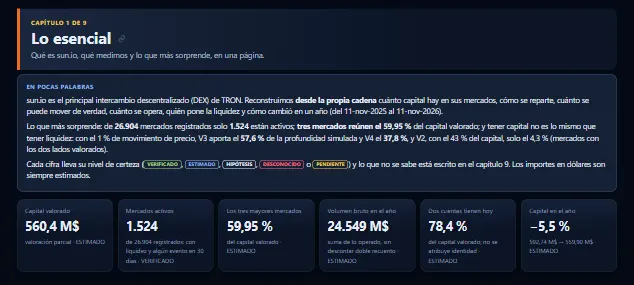 CAPÍTULO 1 DE 9
Lo esencial
Qué es sun.io, qué medimos y lo que más sorprende, en una página.
EN POCAS PALABRAS
sun.io es el principal intercambio descentralizado (DEX) de TRON. Reconstruimos desde la propia cadena cuánto capital hay en sus mercados, cómo se reparte, cuánto se
puede mover de verdad, cuánto se opera, quién pone la liquidez y cómo cambió en un año (del 11-nov-2025 al 11-nov-2026).
Lo que más sorprende: de 26.904 mercados registrados solo 1.524 están activos; tres mercados reúnen el 59,95 % del capital valorado; y tener capital no es lo mismo que
tener liquidez: con el 1 % de movimiento de precio, V3 aporta el 57,6 % de la profundidad simulada y V4 el 37,8 %, y V2, con el 43 % del capital, solo el 4,3 % (mercados con
los dos lados valorados).
Cada cifra lleva su nivel de certeza ( VERIFICADO , ESTIMADO , HIPÓTESIS , DESCONOCIDO o PENDIENTE ) y lo que no se sabe está escrito en el capítulo 9. Los importes en dólares son
siempre estimados.
Capital valorado
560,4 M$
valoración parcial · ESTIMADO
Mercados activos
1.524
de 26.904 registrados: con
liquidez y algún evento en 30
días · VERIFICADO
Los tres mayores mercados
59,95 %
del capital valorado ·
ESTIMADO
Volumen bruto en el año
24.549 M$
suma de lo operado, sin
descontar doble recuento ·
ESTIMADO
Dos cuentas tienen hoy
78,4 %
del capital valorado; no se
atribuye identidad · ESTIMADO
Capital en el año
−5,5 %
592,74 M$ → 559,90 M$
ESTIMADO